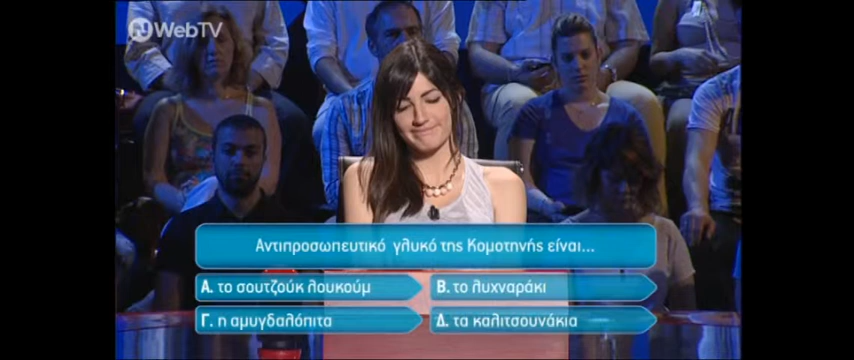 WebTV
Αντιπροσωπευτικό γλυκό της Κομοτηνής είναι...
Α. το σουτζούκ λουκούμ
Β. το λυχναράκι
Γ. η αμυγδαλόπιτα
Δ. τα καλιτσουνάκια